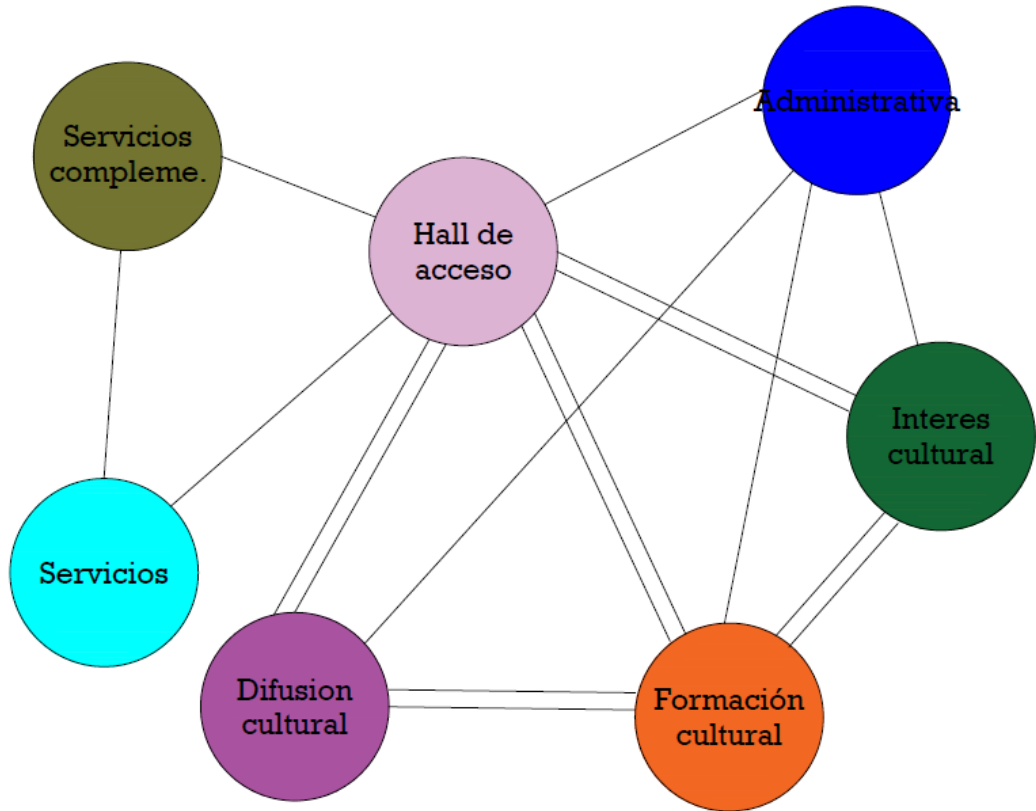 Administrativa
Servicios
compleme.
Hall de
acceso
Interes
cultural
Servicios
Difusion
cultural
Formación
cultural